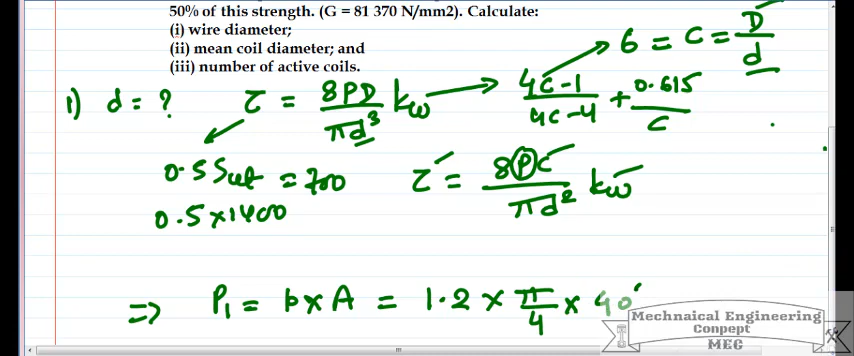 50% of this strength. (G = 81 370 N/mm2). Calculate:
(i) wire diameter;
(ii) mean coil diameter; and
(iii) number of active coils.
6 = C = D/d
i) d = ? τ = 8PD/πd³ kw → 4C-1/4C-4 + 0.615/C
0.5 Sut = 700 τ = 8PC/πd² kw
0.5×1400
⇒ P1 = p×A = 1.2 × π/4 × 40
Mechnaical Engineering
Conpept
MEC